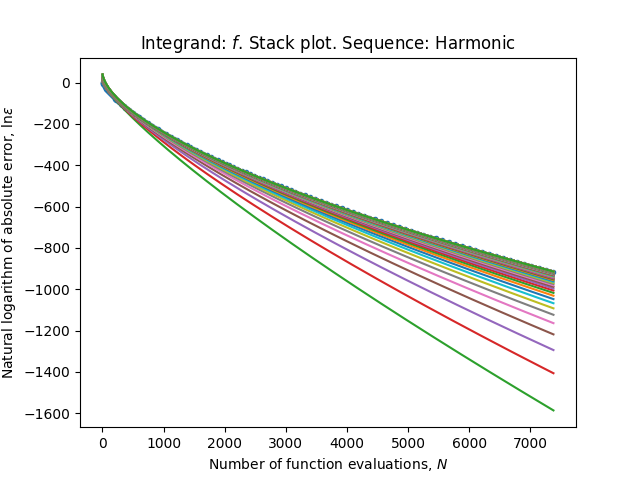 Integrand: f. Stack plot. Sequence: Harmonic
Natural logarithm of absolute error, lnε
0
−200
−400
−600
−800
−1000
−1200
−1400
−1600
0 1000 2000 3000 4000 5000 6000 7000
Number of function evaluations, N